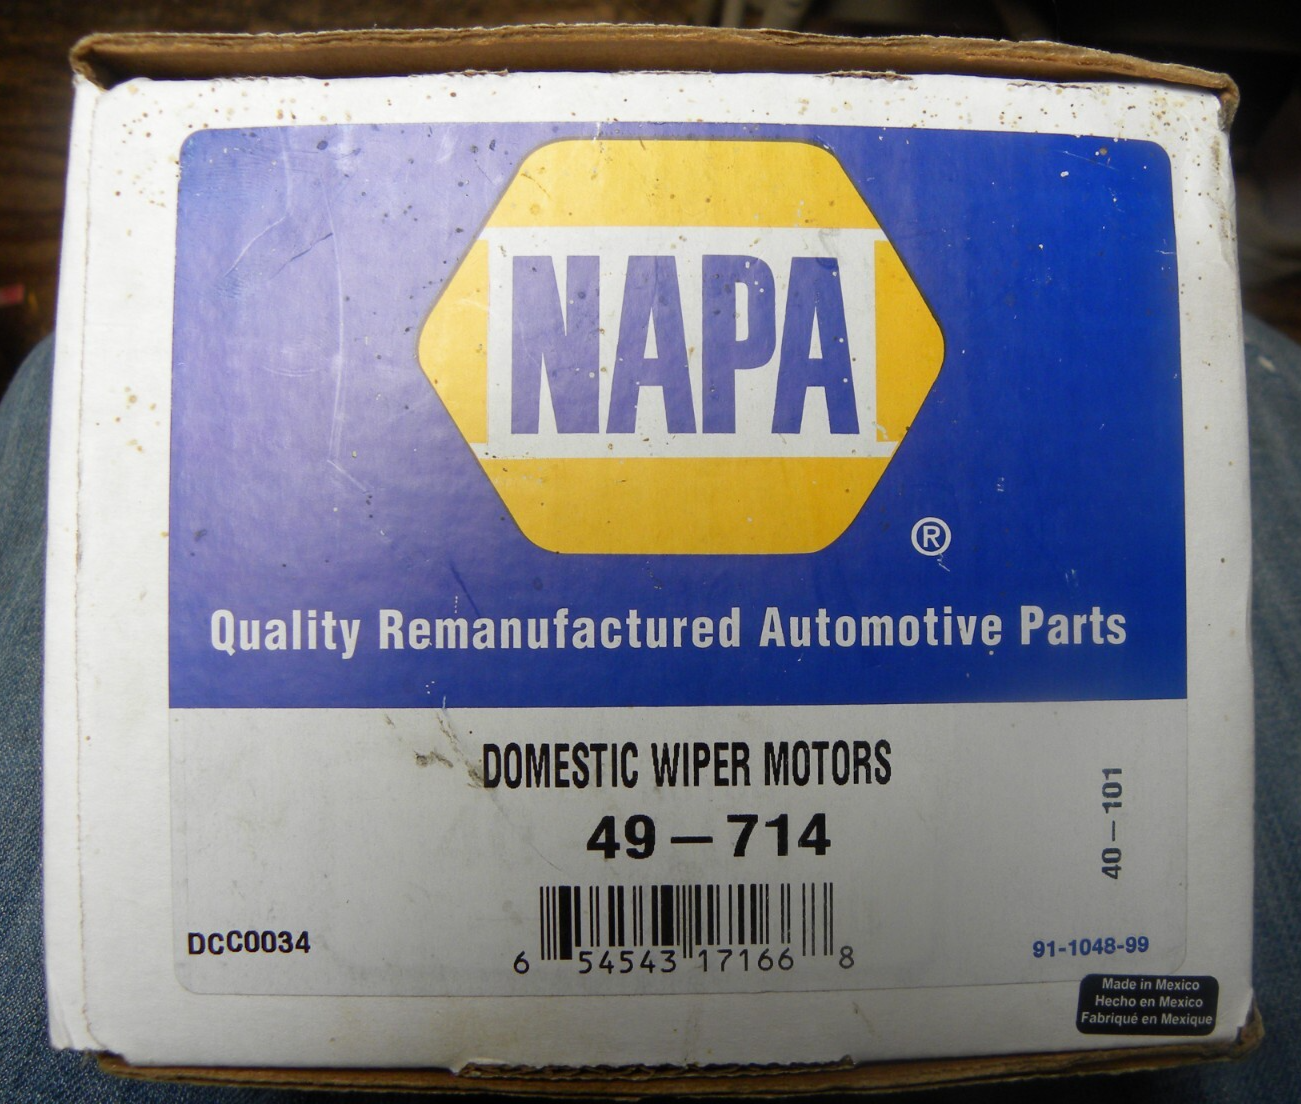 NAPA
®
Quality Remanufactured Automotive Parts
DOMESTIC WIPER MOTORS
49-714
40-101
DCC0034
6 54543 17166 8
91-1048-99
Made in Mexico
Hecho en Mexico
Fabriqué en Mexique